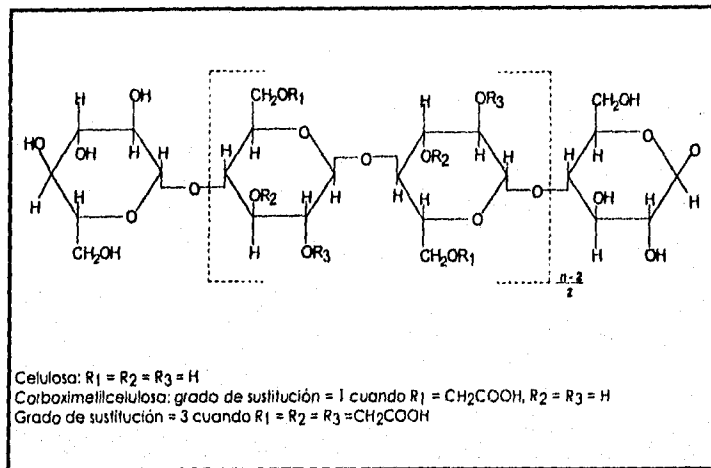 H OH CH₂OR₁ H OR₃ CH₂OH
HO H H O H H H O O
OH H H OR₂ H H
O OR₂ O O OH H
H H H H H
O H OR₃ O H OH
CH₂OH CH₂OR₁
n-2
2
Celulosa: R₁ = R₂ = R₃ = H
Carboximetilcelulosa: grado de sustitución = 1 cuando R₁ = CH₂COOH, R₂ = R₃ = H
Grado de sustitución = 3 cuando R₁ = R₂ = R₃ =CH₂COOH